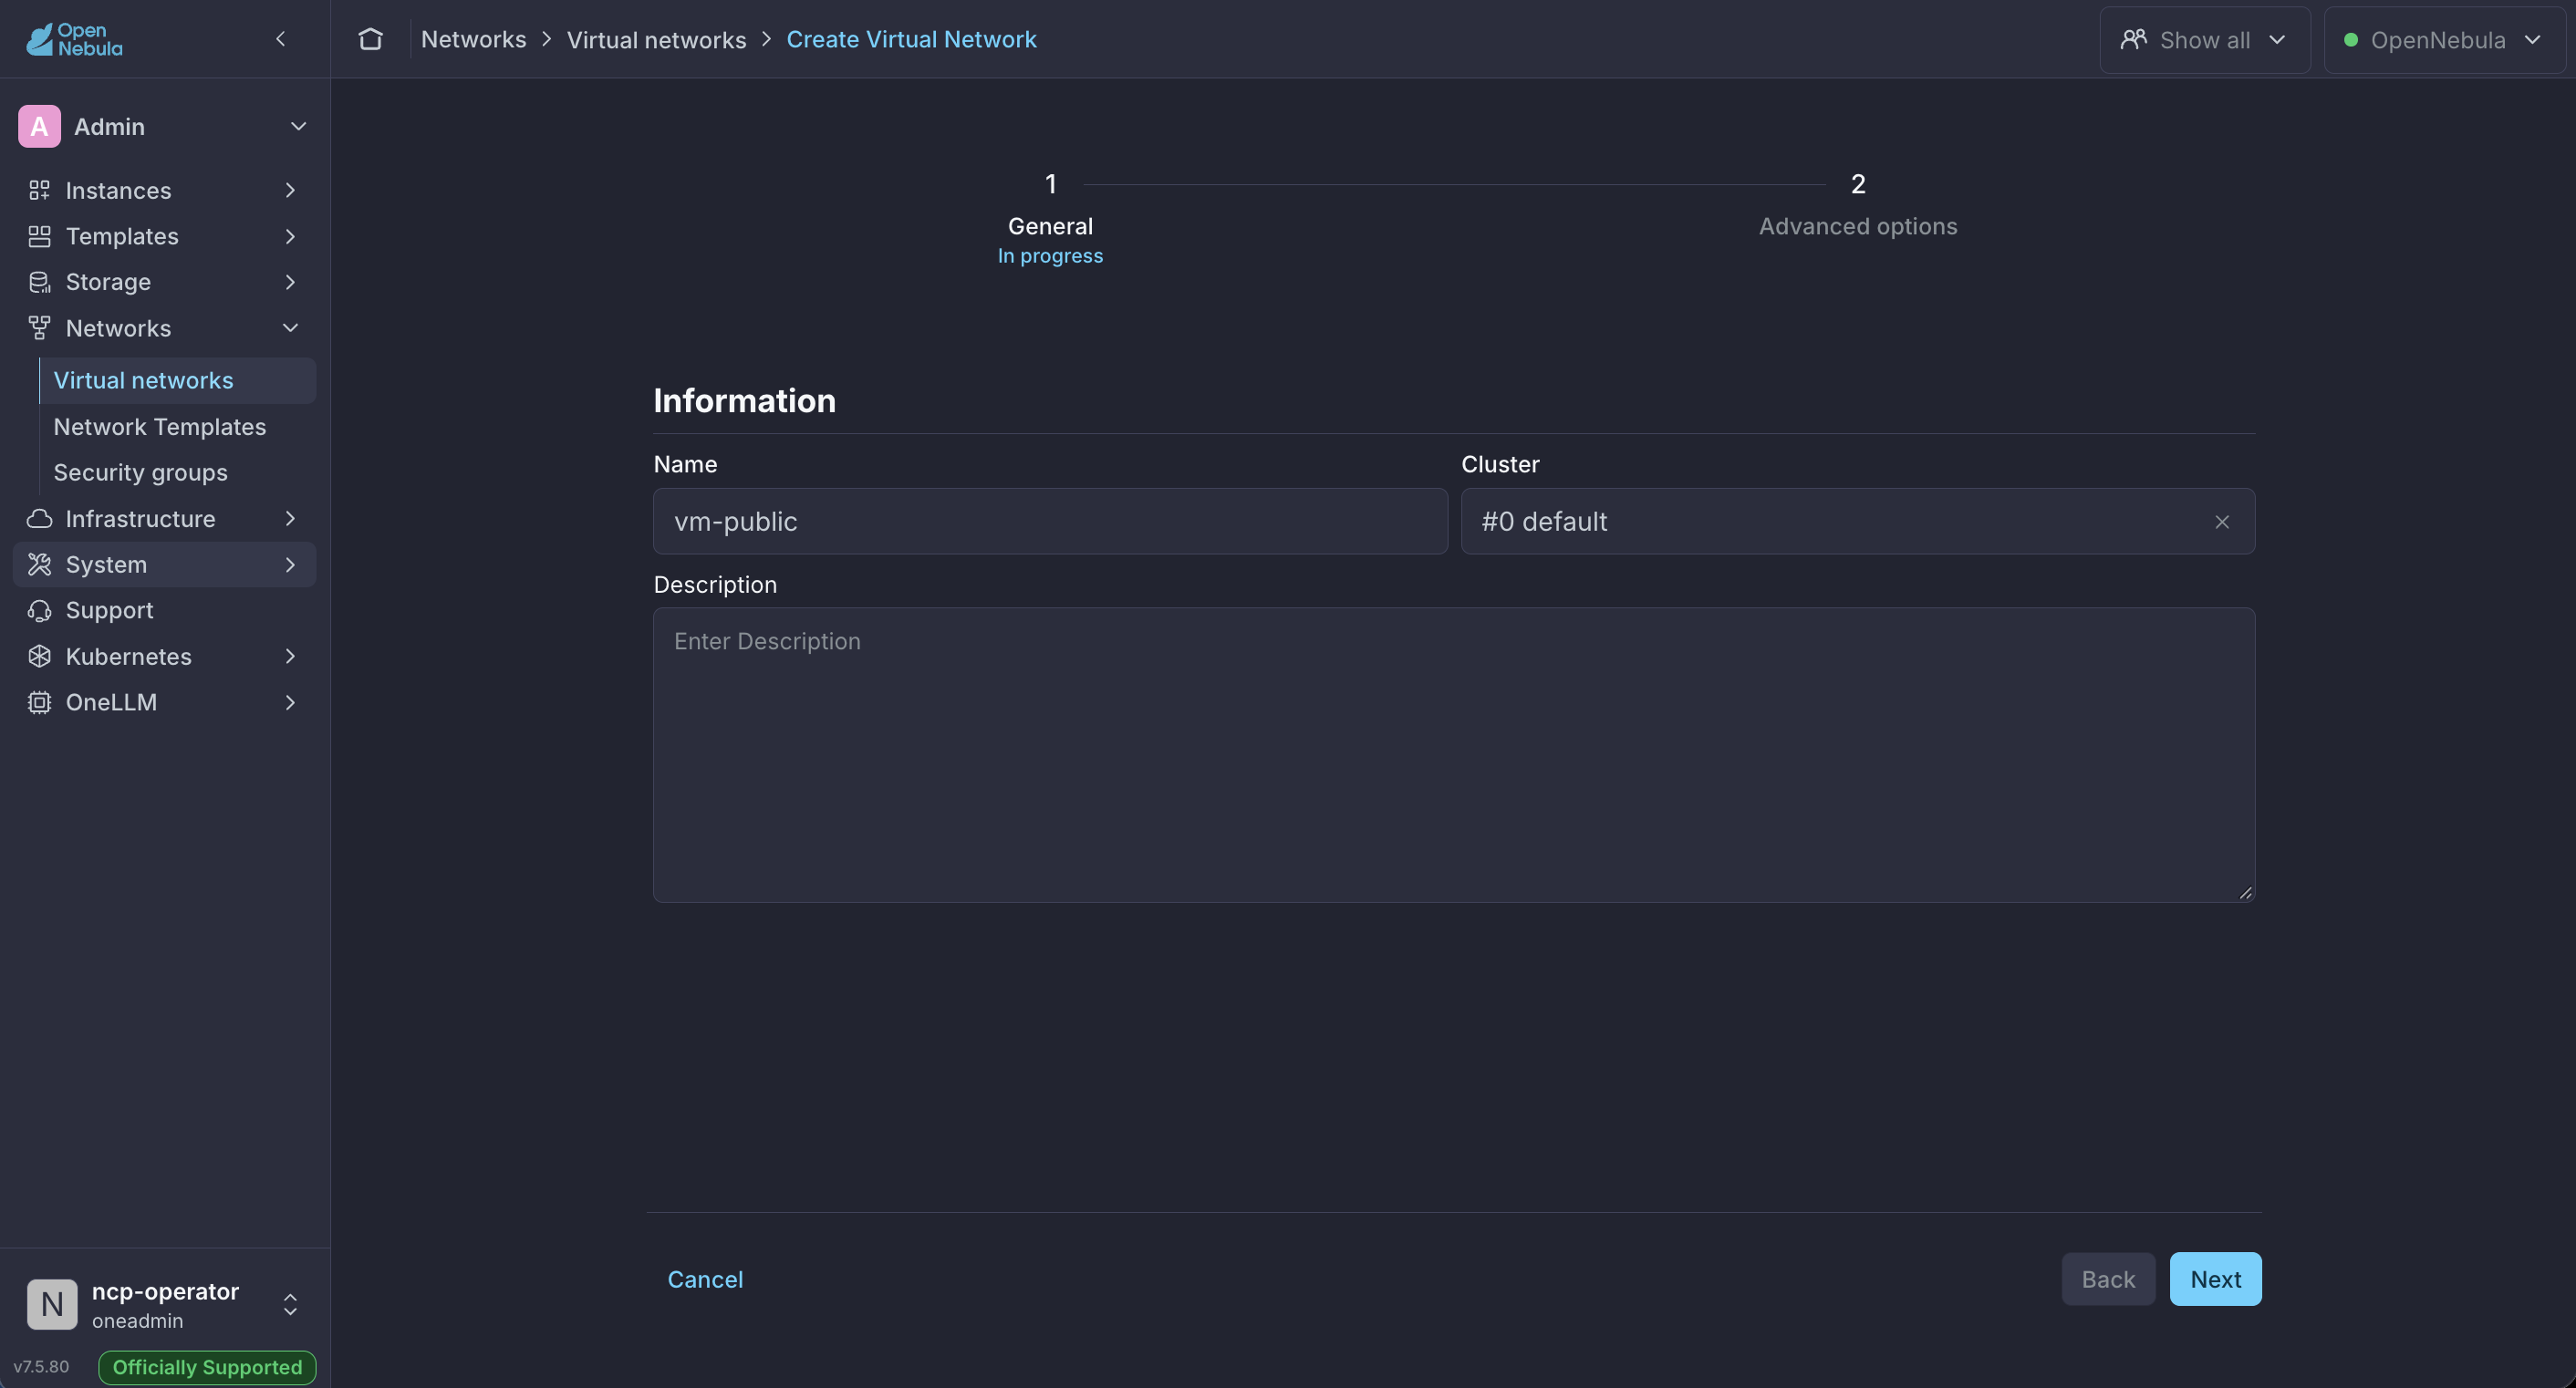 Open
Nebula
Networks > Virtual networks > Create Virtual Network
Show all
OpenNebula
A Admin
Instances
Templates
Storage
Networks
Virtual networks
Network Templates
Security groups
Infrastructure
System
Support
Kubernetes
OneLLM
1
General
In progress
2
Advanced options
Information
Name
vm-public
Cluster
#0 default
Description
Enter Description
Cancel
Back
Next
N
ncp-operator
oneadmin
v7.5.80
Officially Supported